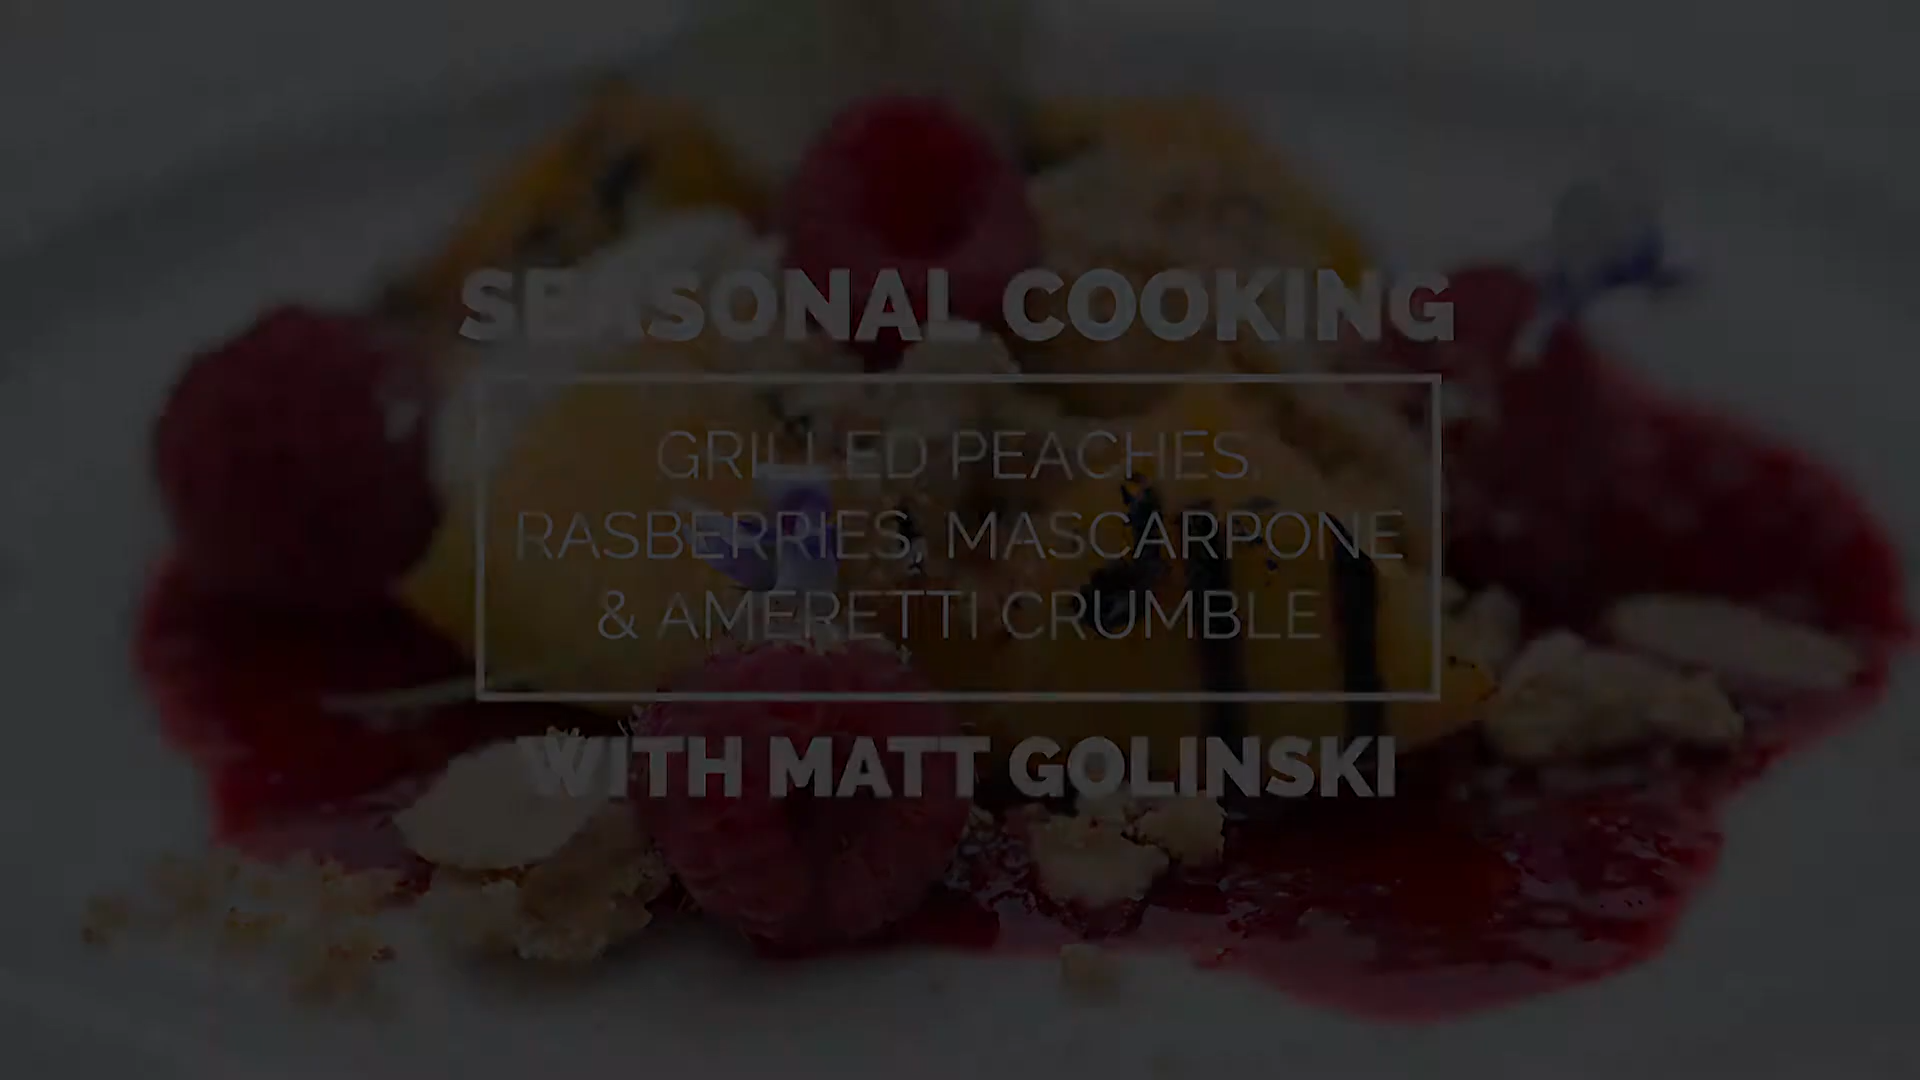 SEASONAL COOKING
GRILLED PEACHES,
RASBERRIES, MASCARPONE
& AMERETTI CRUMBLE
WITH MATT GOLINSKI